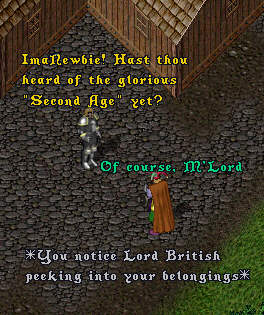 ImaNewbie! Hast thou
heard of the glorious
"Second Age" yet?
Of course, M'Lord
*You notice Lord British
peeking into your belongings*